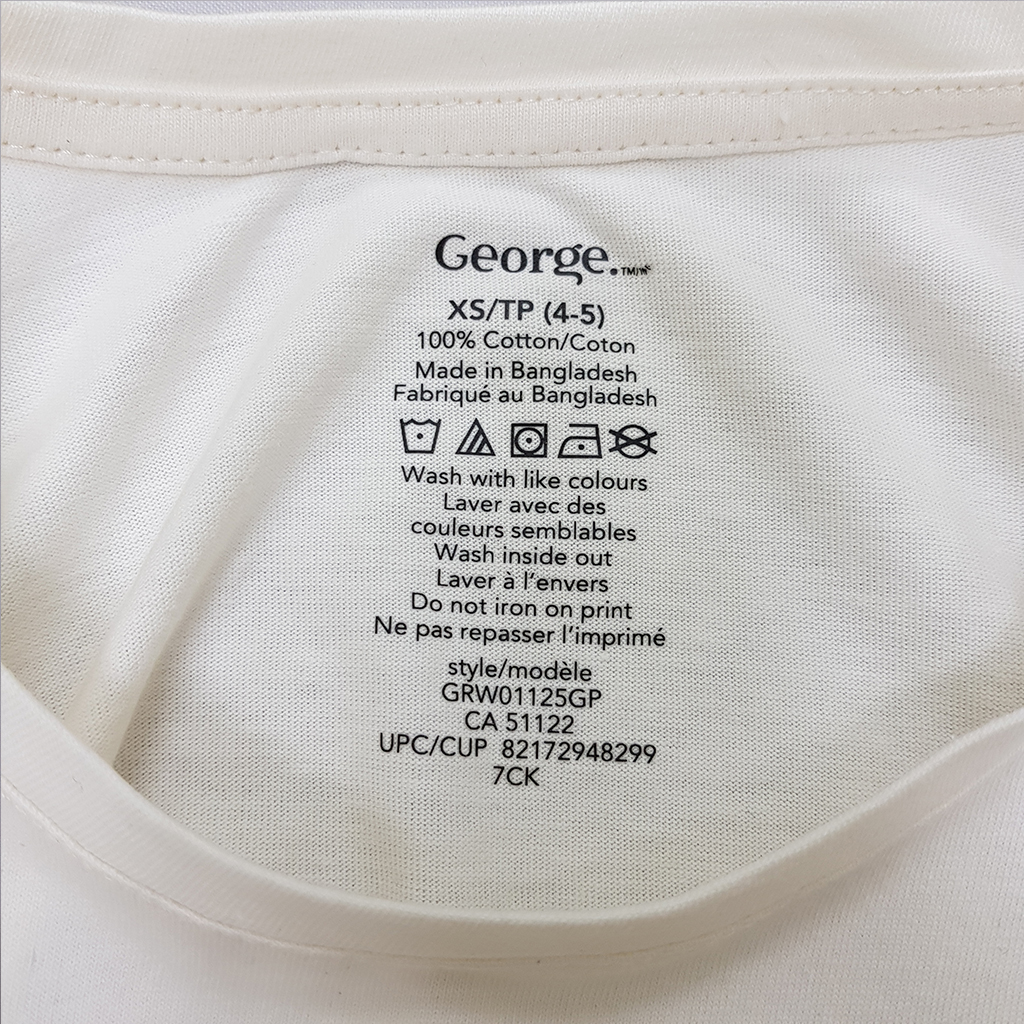 George.™/MC
XS/TP (4-5)
100% Cotton/Coton
Made in Bangladesh
Fabriqué au Bangladesh
Wash with like colours
Laver avec des
couleurs semblables
Wash inside out
Laver à l'envers
Do not iron on print
Ne pas repasser l'imprimé
style/modèle
GRW01125GP
CA 51122
UPC/CUP 82172948299
7CK